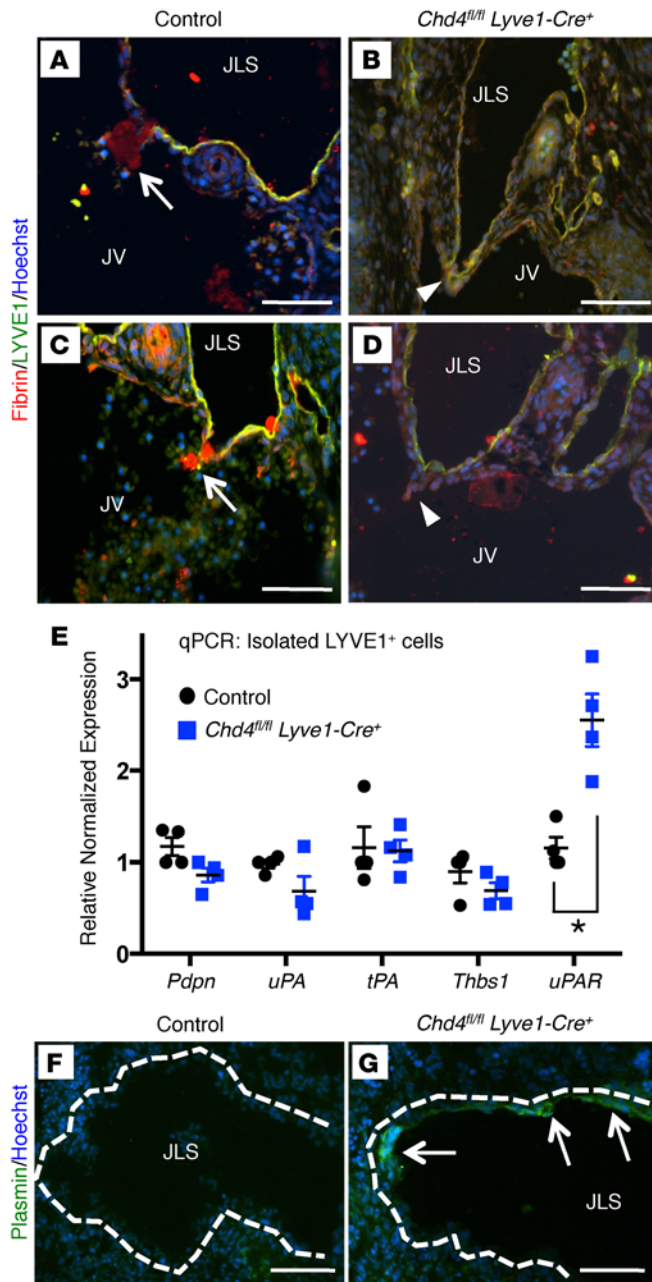 Control
Chd4fl/fl Lyve1-Cre+
A
JLS
JV
B
JLS
JV
C
JLS
JV
D
JLS
JV
Fibrin/LYVE1/Hoechst
E
qPCR: Isolated LYVE1+ cells
Control
Chd4fl/fl Lyve1-Cre+
Relative Normalized Expression
3
2
1
0
*
Pdpn
uPA
tPA
Thbs1
uPAR
Control
Chd4fl/fl Lyve1-Cre+
F
JLS
G
JLS
Plasmin/Hoechst